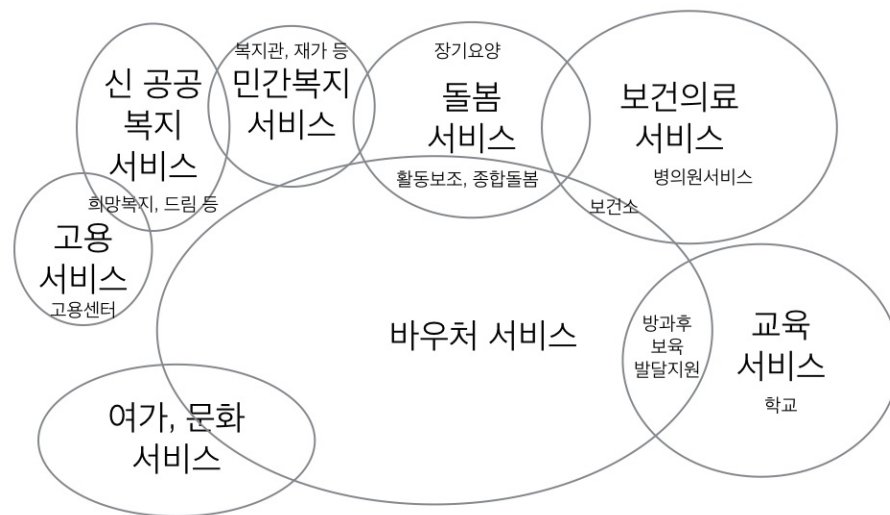 신 공공
복지
서비스
희망복지, 드림 등
복지관, 재가 등
민간복지
서비스
장기요양
돌봄
서비스
활동보조, 종합돌봄
보건의료
서비스
병의원서비스
보건소
고용
서비스
고용센터
바우처 서비스
방과후
보육
발달지원
교육
서비스
학교
여가, 문화
서비스